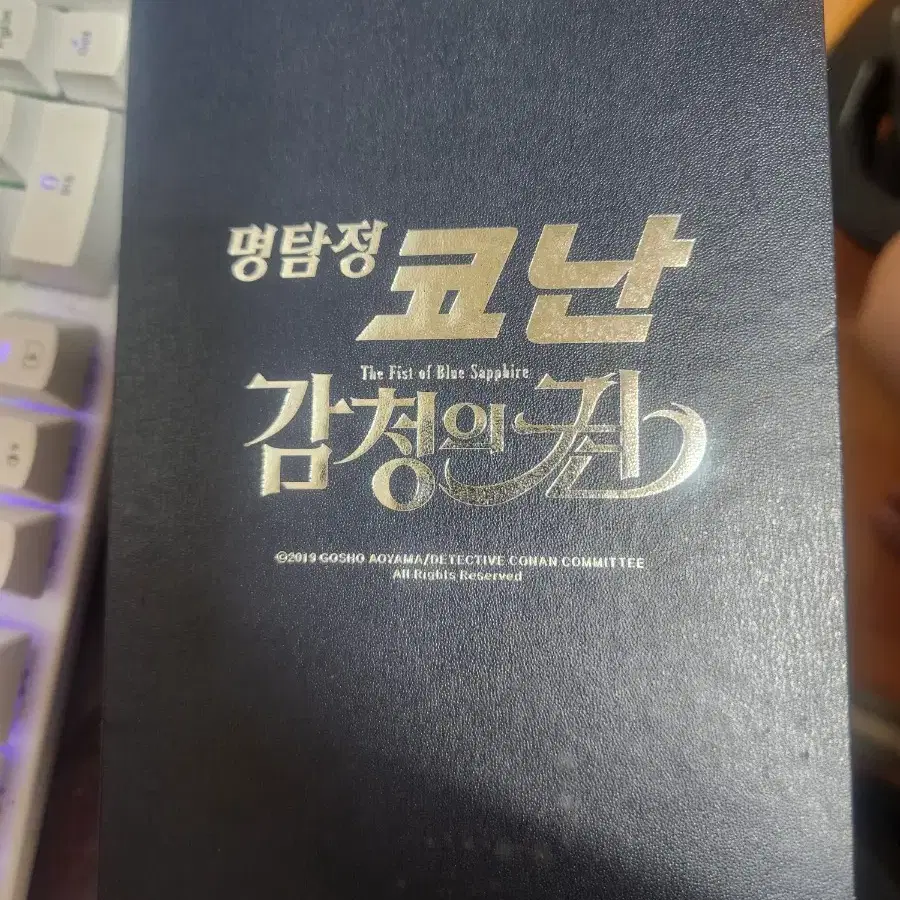 명탐정 코난
The Fist of Blue Sapphire
감청의 권
©2019 GOSHO AOYAMA/DETECTIVE CONAN COMMITTEE
All Rights Reserved